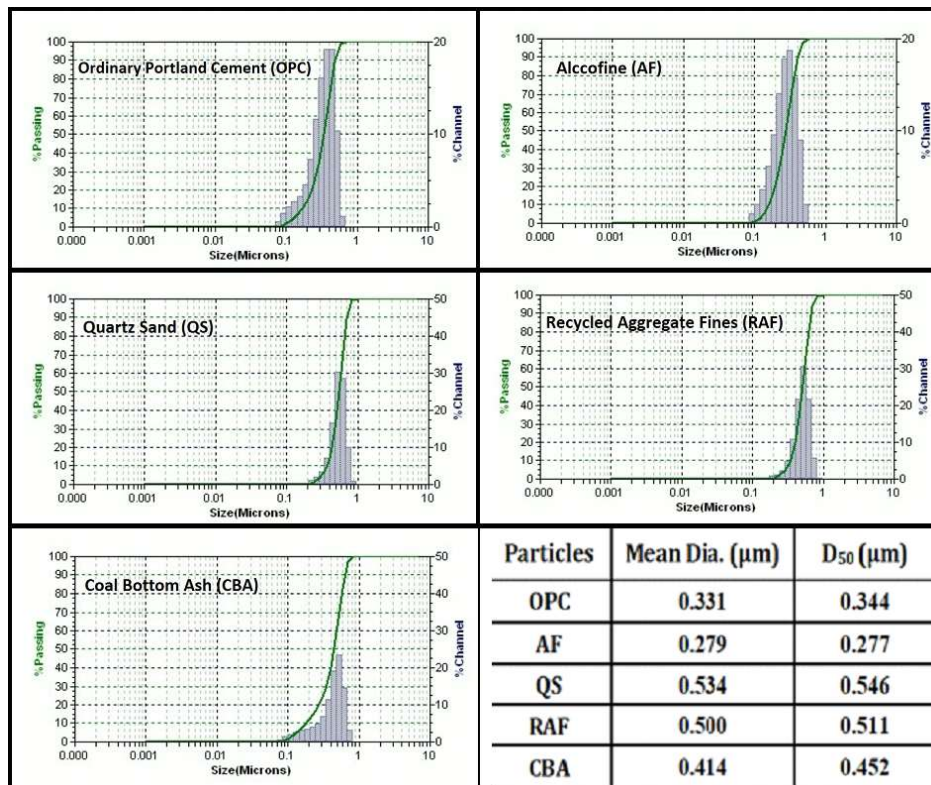 Ordinary Portland Cement (OPC)
%Passing
100
90
80
70
60
50
40
30
20
10
0
20
10
0
%Channel
0.000 0.001 0.01 0.1 1 10
Size(Microns)
Alccofine (AF)
%Passing
100
90
80
70
60
50
40
30
20
10
0
20
10
0
%Channel
0.000 0.001 0.01 0.1 1 10
Size(Microns)
Quartz Sand (QS)
%Passing
100
90
80
70
60
50
40
30
20
10
0
50
40
30
20
10
0
%Channel
0.000 0.001 0.01 0.1 1 10
Size(Microns)
Recycled Aggregate Fines (RAF)
%Passing
100
90
80
70
60
50
40
30
20
10
0
50
40
30
20
10
0
%Channel
0.000 0.001 0.01 0.1 1 10
Size(Microns)
Coal Bottom Ash (CBA)
%Passing
100
90
80
70
60
50
40
30
20
10
0
50
40
30
20
10
0
%Channel
0.000 0.001 0.01 0.1 1 10
Size(Microns)
Particles Mean Dia. (μm) D₅₀ (μm)
OPC 0.331 0.344
AF 0.279 0.277
QS 0.534 0.546
RAF 0.500 0.511
CBA 0.414 0.452